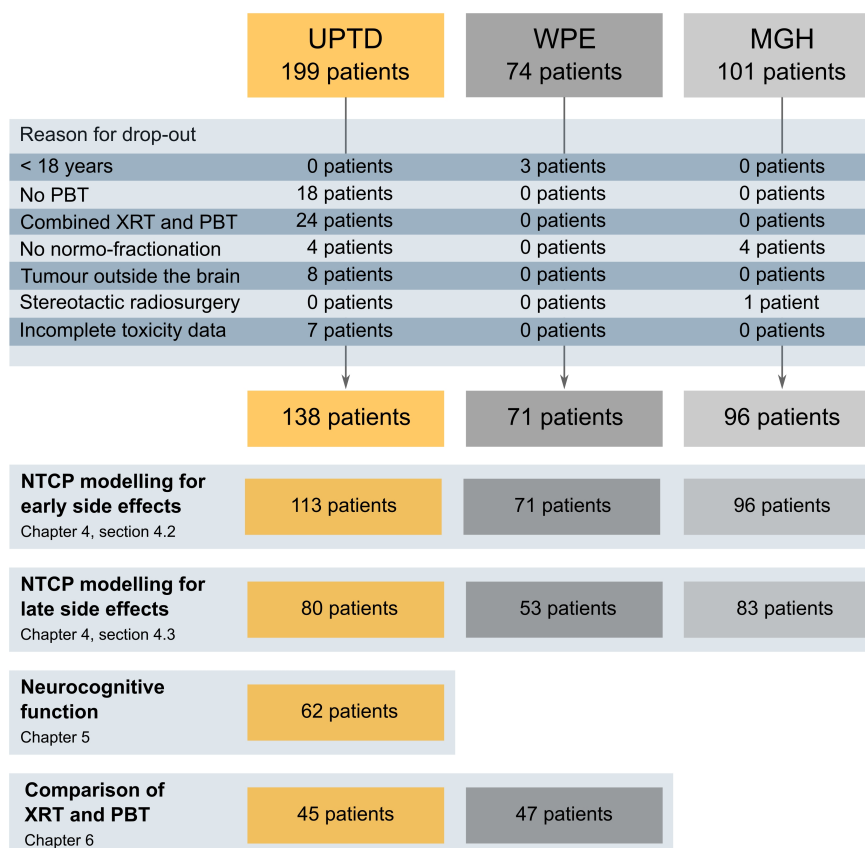 UPTD WPE MGH
199 patients 74 patients 101 patients
Reason for drop-out
< 18 years 0 patients 3 patients 0 patients
No PBT 18 patients 0 patients 0 patients
Combined XRT and PBT 24 patients 0 patients 0 patients
No normo-fractionation 4 patients 0 patients 4 patients
Tumour outside the brain 8 patients 0 patients 0 patients
Stereotactic radiosurgery 0 patients 0 patients 1 patient
Incomplete toxicity data 7 patients 0 patients 0 patients
138 patients 71 patients 96 patients
NTCP modelling for
early side effects
Chapter 4, section 4.2
113 patients 71 patients 96 patients
NTCP modelling for
late side effects
Chapter 4, section 4.3
80 patients 53 patients 83 patients
Neurocognitive
function
Chapter 5
62 patients
Comparison of
XRT and PBT
Chapter 6
45 patients 47 patients